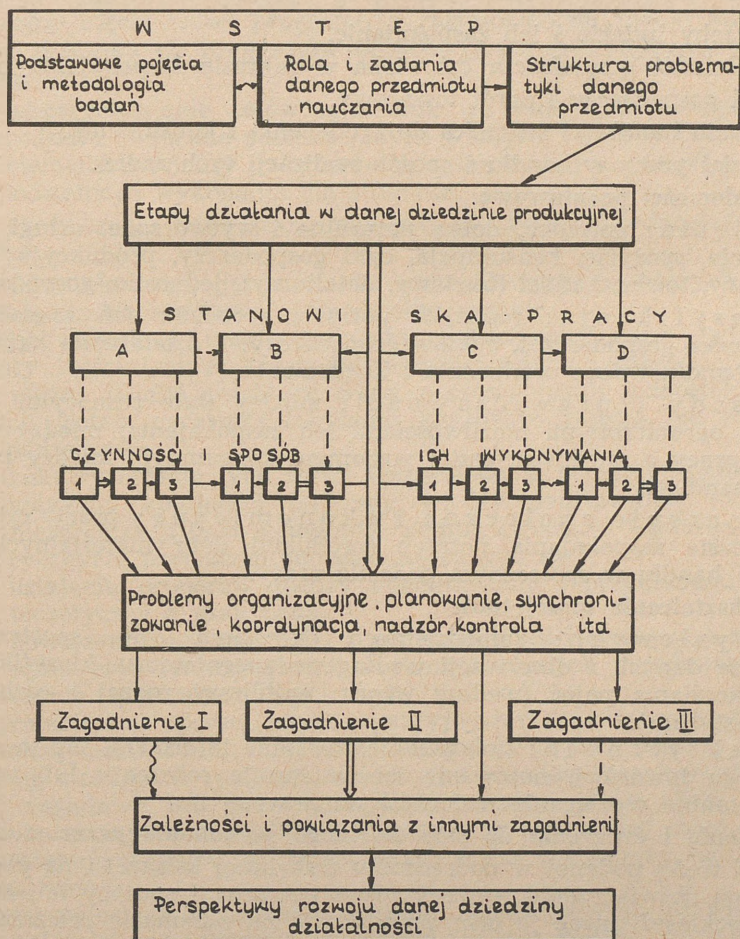 W S T Ę P
Podstawowe pojęcia
i metodologia
badań
Rola i zadania
danego przedmiotu
nauczania
Struktura problema-
tyki danego
przedmiotu
Etapy działania w danej dziedzinie produkcyjnej
S T A N O W I S K A P R A C Y
A
B
C
D
CZYNNOŚCI I SPOSÓB ICH WYKONYWANIA
1 2 3 1 2 3 1 2 3 1 2 3
Problemy organizacyjne, planowanie, synchroni-
zowanie, koordynacja, nadzór, kontrola itd
Zagadnienie I
Zagadnienie II
Zagadnienie III
Zależności i powiązania z innymi zagadnieni
Perspektywy rozwoju danej dziedziny
działalności